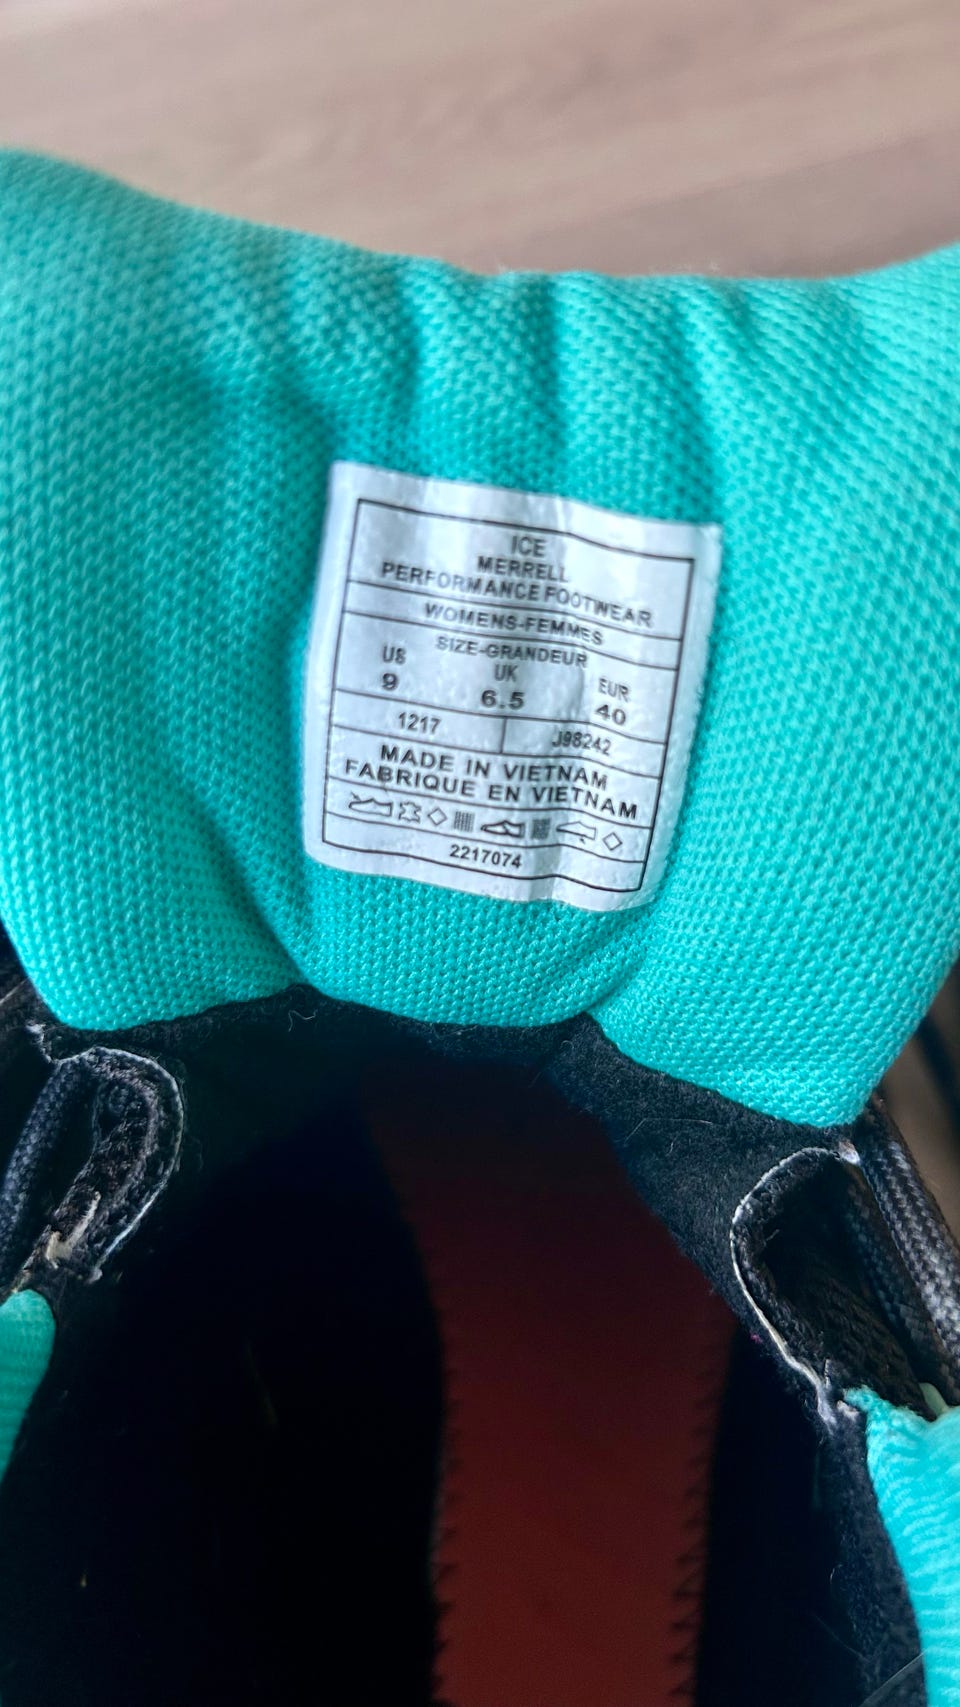 ICE
MERRELL
PERFORMANCE FOOTWEAR
WOMENS-FEMMES
SIZE-GRANDEUR
US UK EUR
9 6.5 40
1217 J98242
MADE IN VIETNAM
FABRIQUE EN VIETNAM
2217074